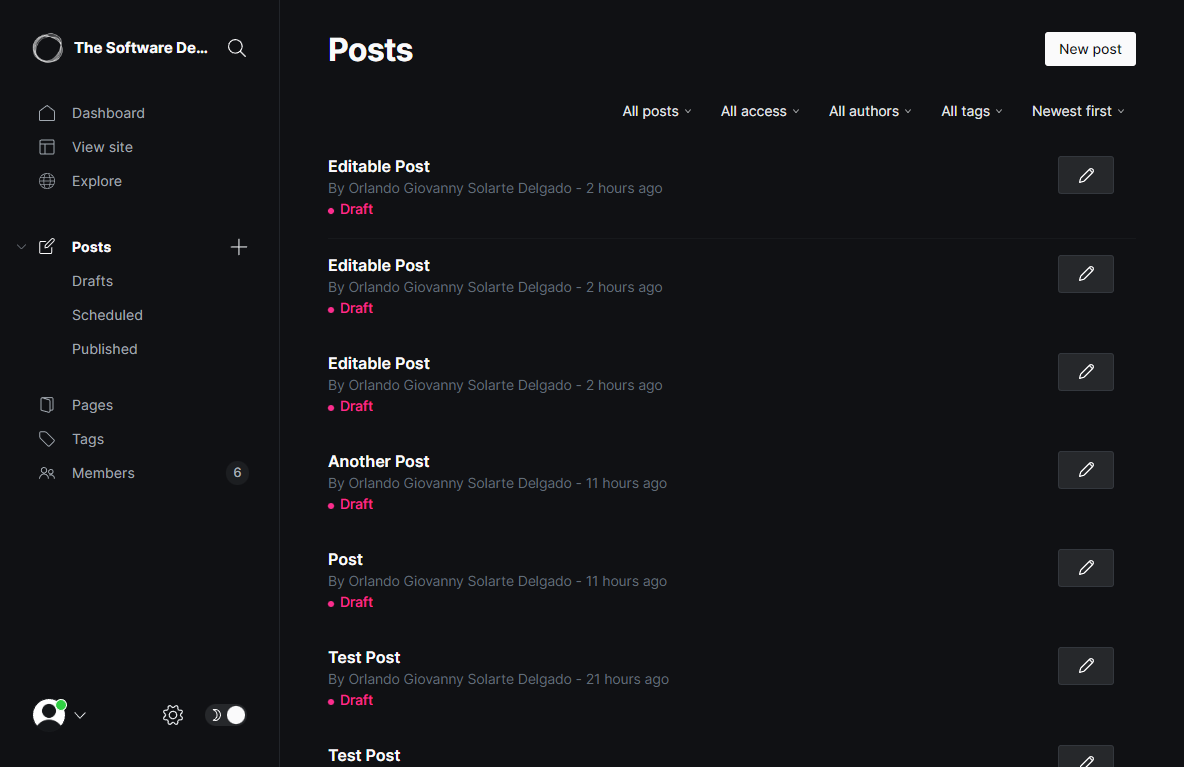 The Software De...
Dashboard
View site
Explore
Posts
Drafts
Scheduled
Published
Pages
Tags
Members 6
Posts
New post
All posts All access All authors All tags Newest first
Editable Post
By Orlando Giovanny Solarte Delgado - 2 hours ago
Draft
Editable Post
By Orlando Giovanny Solarte Delgado - 2 hours ago
Draft
Editable Post
By Orlando Giovanny Solarte Delgado - 2 hours ago
Draft
Another Post
By Orlando Giovanny Solarte Delgado - 11 hours ago
Draft
Post
By Orlando Giovanny Solarte Delgado - 11 hours ago
Draft
Test Post
By Orlando Giovanny Solarte Delgado - 21 hours ago
Draft
Test Post